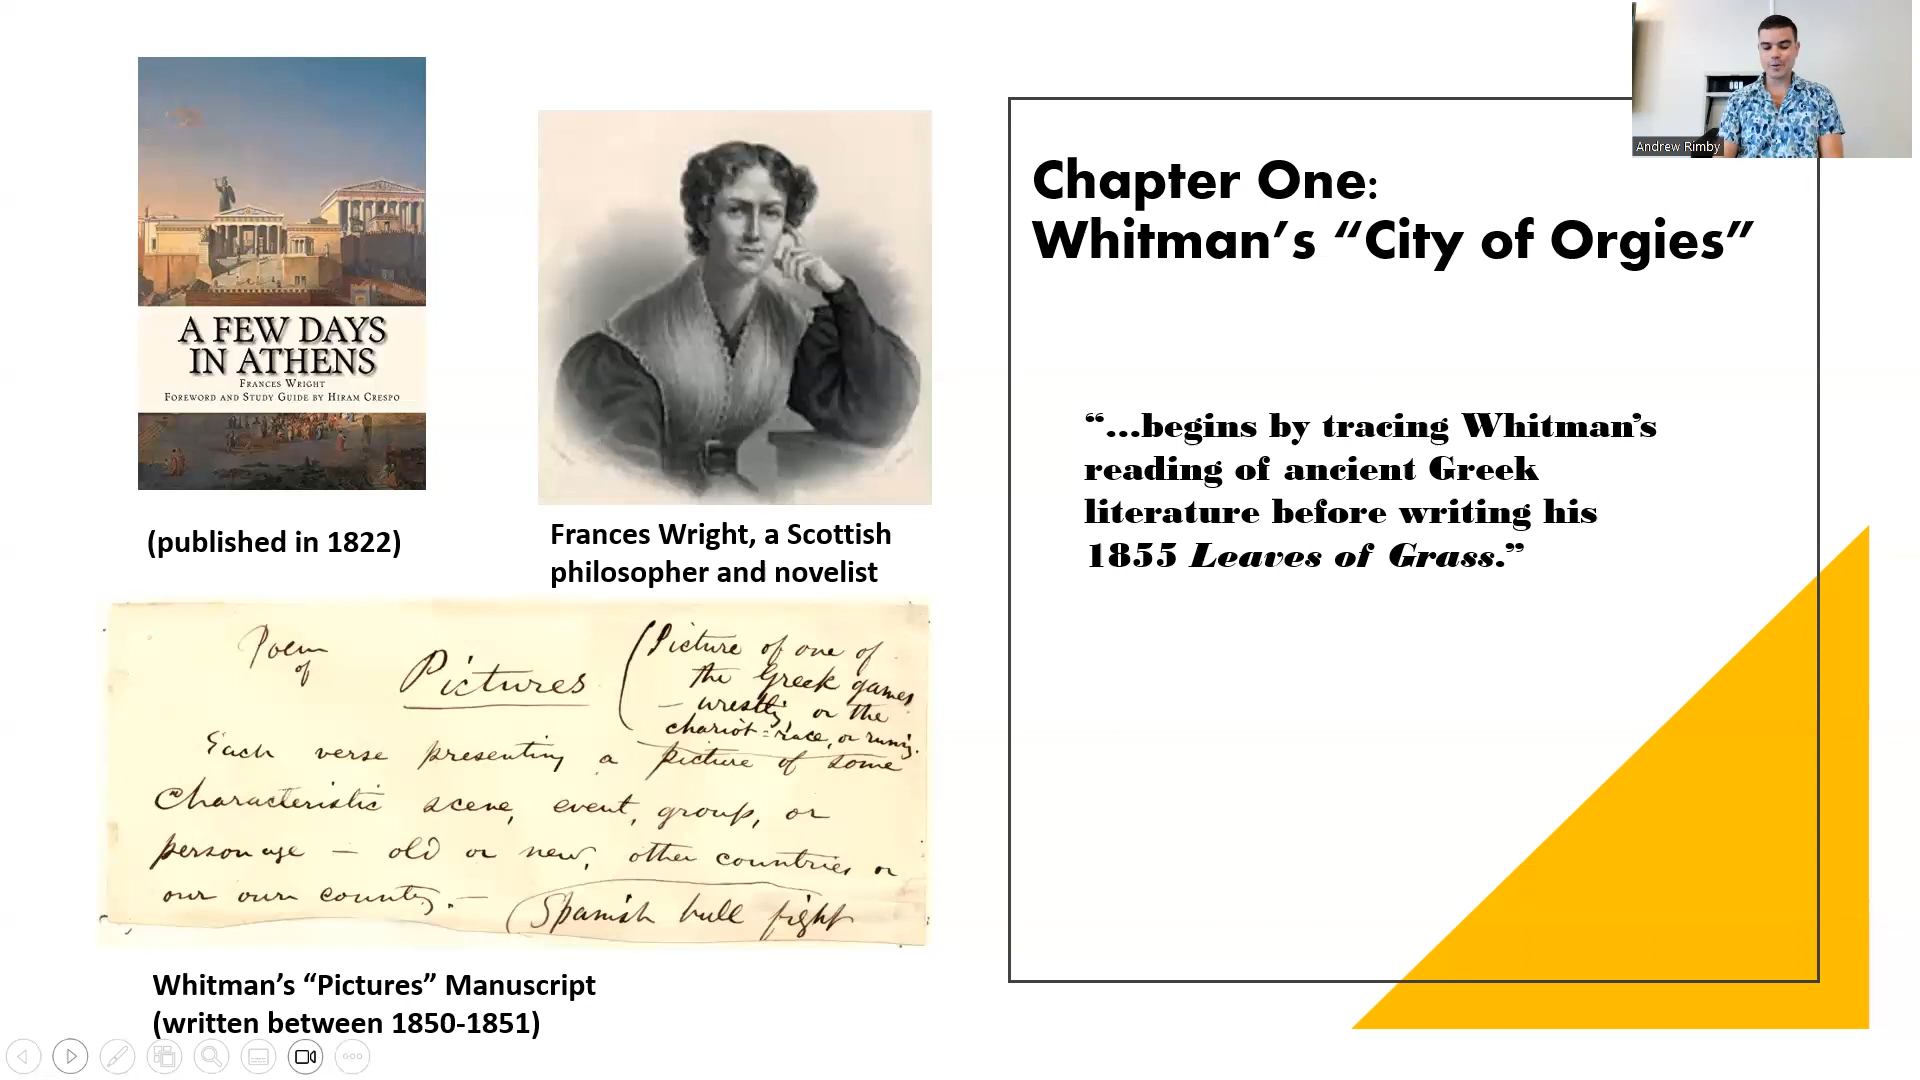 A FEW DAYS
IN ATHENS
FRANCES WRIGHT
FOREWORD AND STUDY GUIDE BY HIRAM CRESPO
(published in 1822)
Frances Wright, a Scottish
philosopher and novelist
Poem
of
Pictures
(Picture of one of
the Greek games
— wrestlig or the
chariot=race, or runing.
Each verse presenting a picture of some
characteristic scene, event, group, or
personage — old or new, other countries or
our own country. —
(Spanish bull fight
Whitman’s “Pictures” Manuscript
(written between 1850-1851)
Chapter One:
Whitman’s “City of Orgies”
“…begins by tracing Whitman’s
reading of ancient Greek
literature before writing his
1855 Leaves of Grass.”
Andrew Rimby